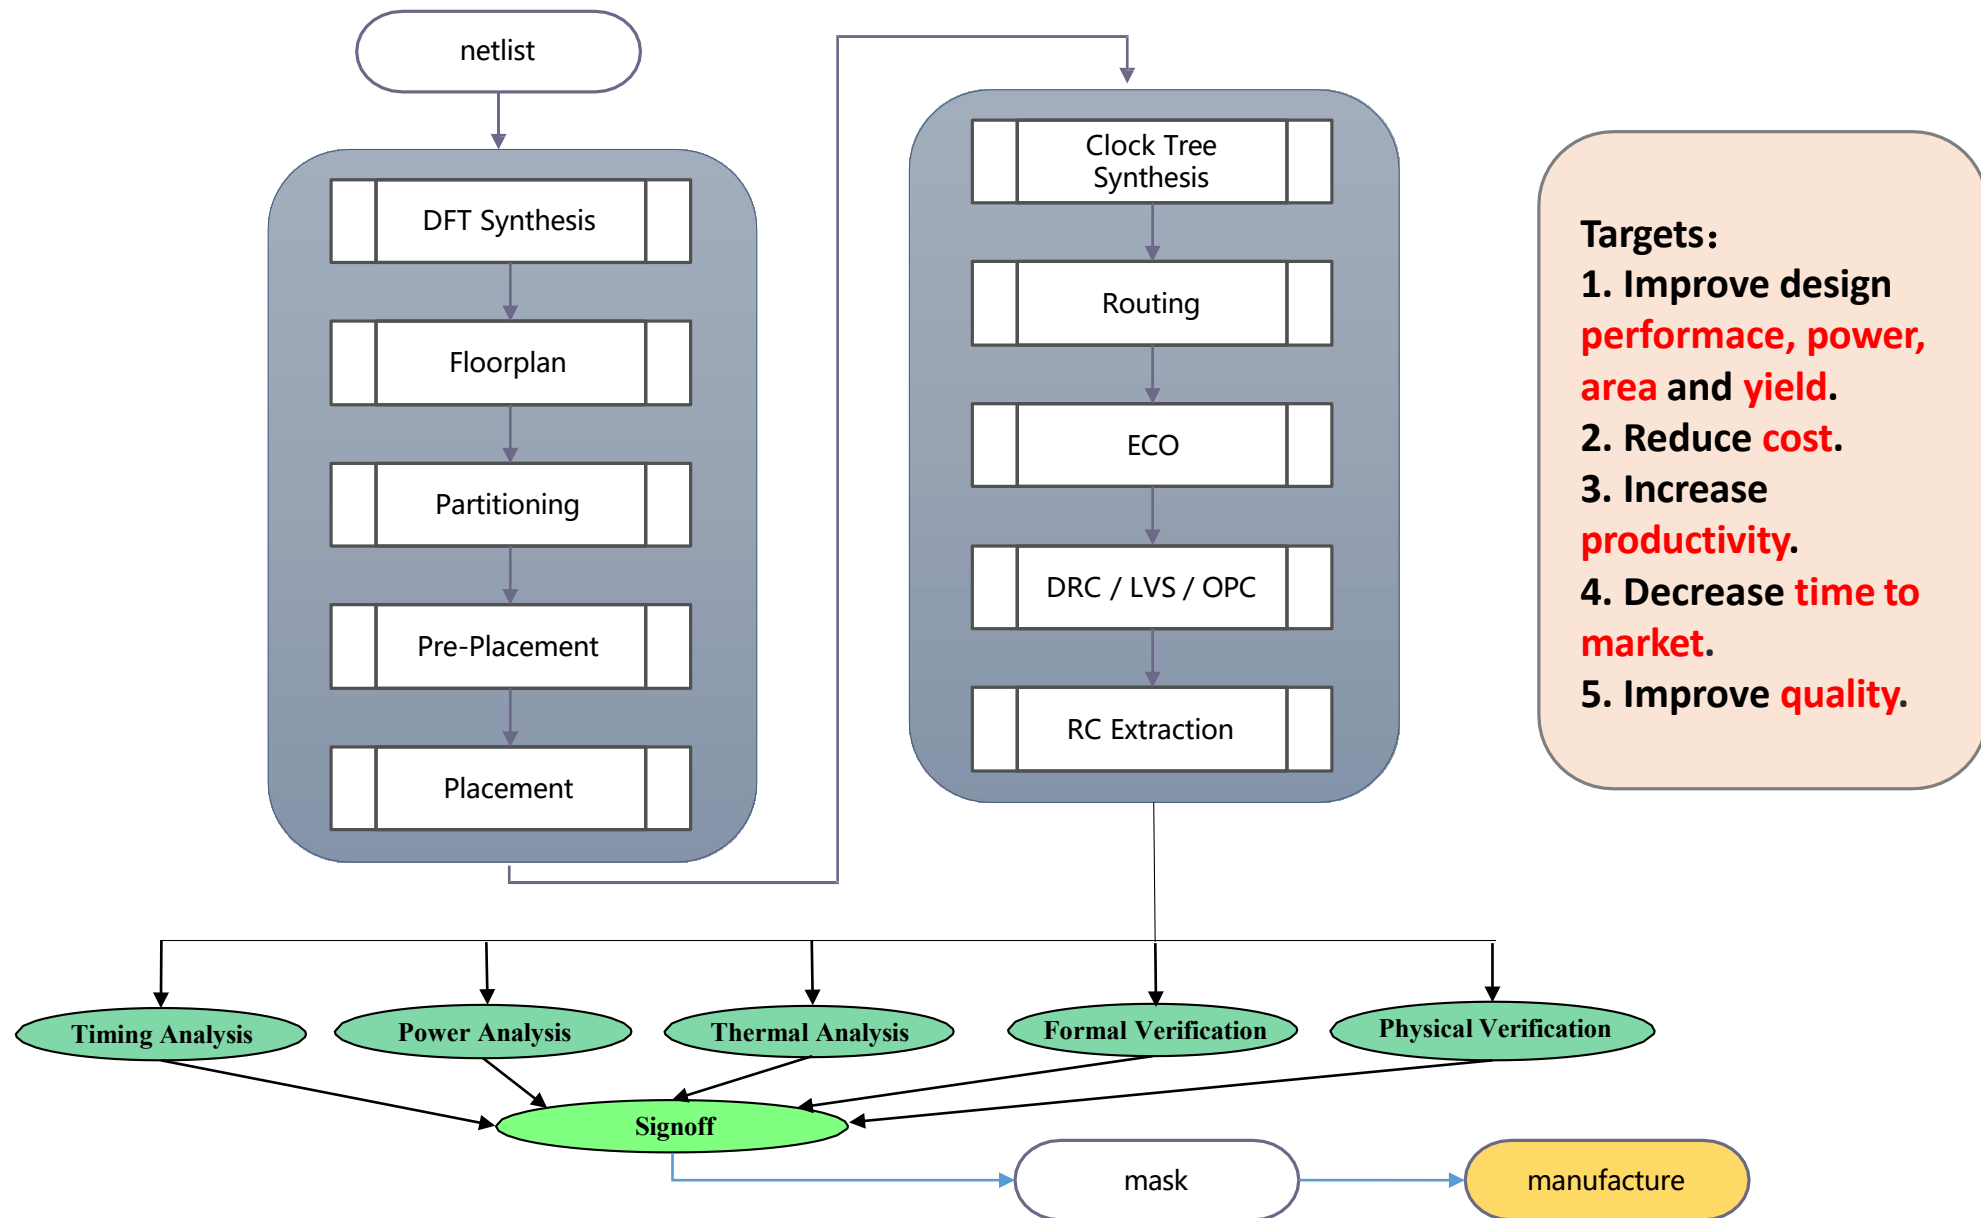 netlist
DFT Synthesis
Floorplan
Partitioning
Pre-Placement
Placement
Clock Tree
Synthesis
Routing
ECO
DRC / LVS / OPC
RC Extraction
Targets：
1. Improve design
performace, power,
area and yield.
2. Reduce cost.
3. Increase
productivity.
4. Decrease time to
market.
5. Improve quality.
Timing Analysis
Power Analysis
Thermal Analysis
Formal Verification
Physical Verification
Signoff
mask
manufacture